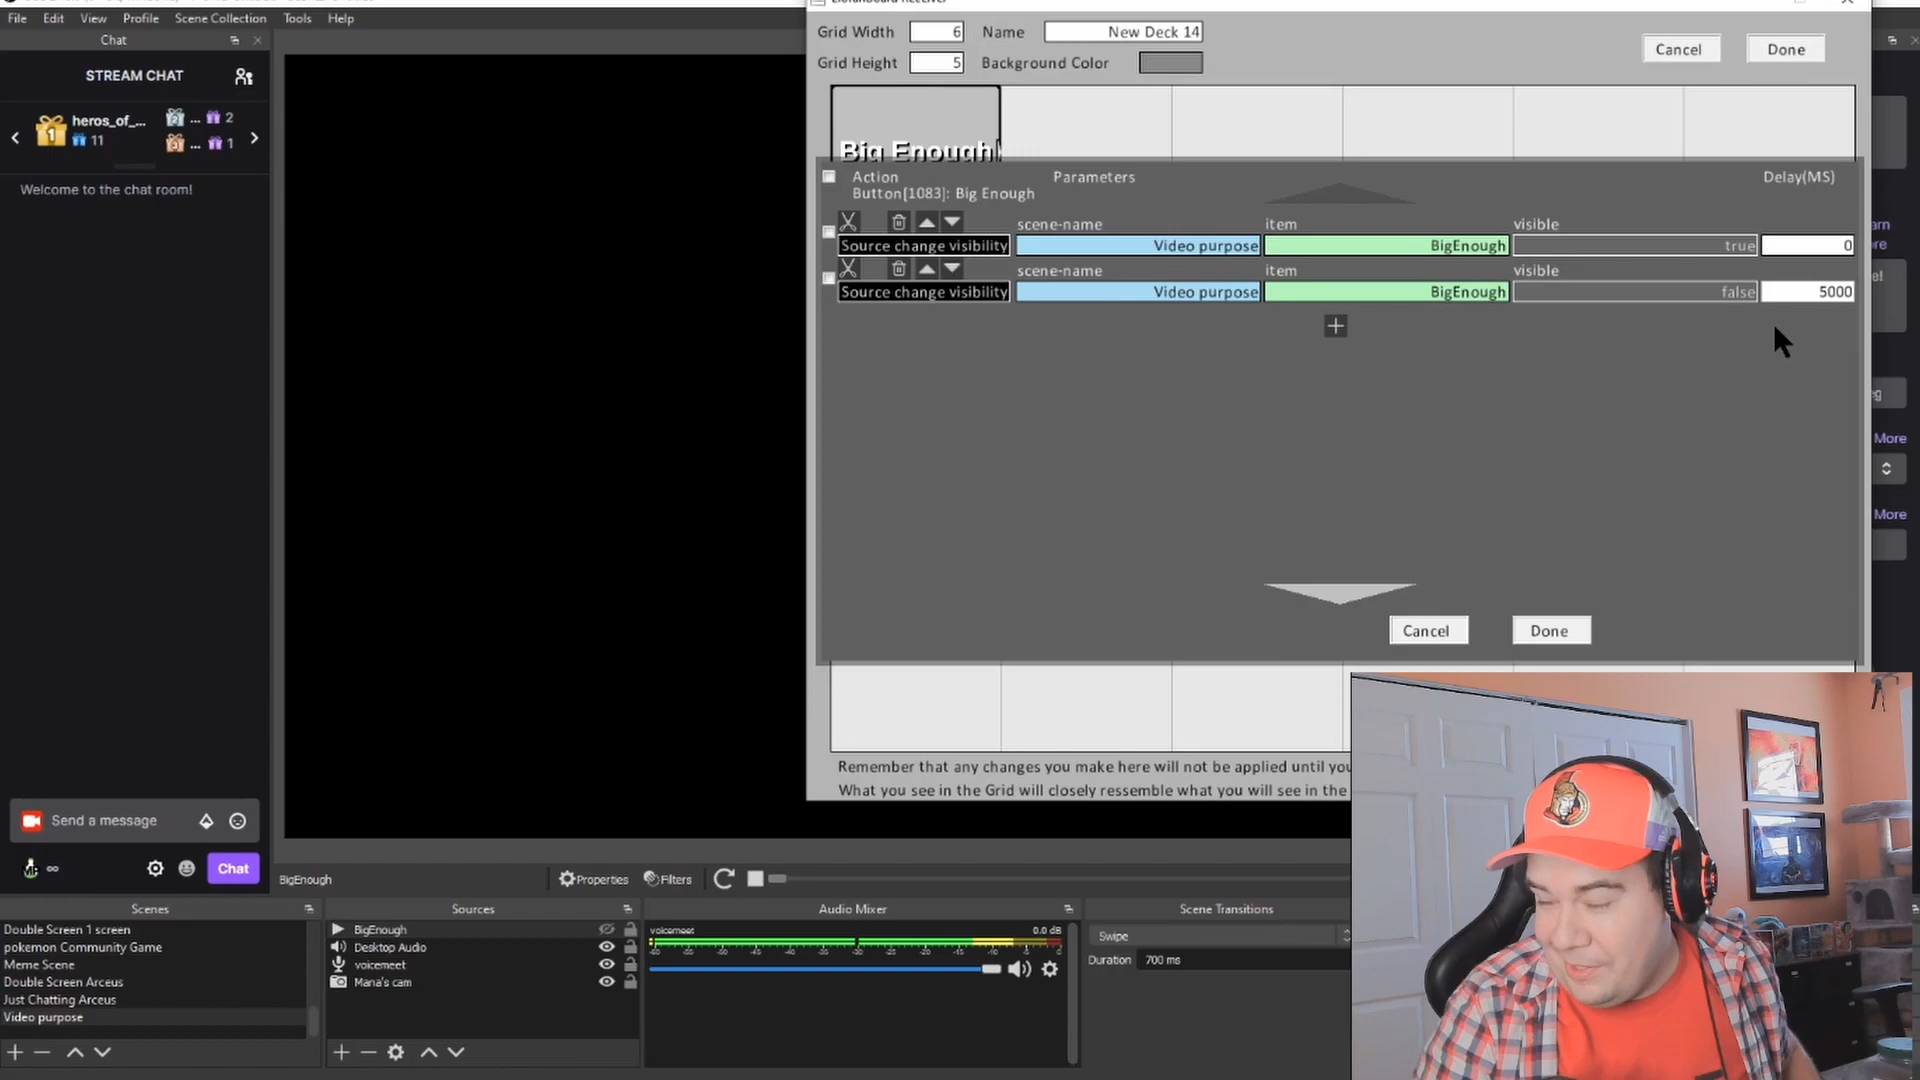 File Edit View Profile Scene Collection Tools Help
Chat
STREAM CHAT
heros_of_...
11
1
2
... 2
3
... 1
Welcome to the chat room!
Send a message
Chat
Grid Width 6 Name New Deck 14
Grid Height 5 Background Color
Cancel Done
Big Enough
Action Parameters Delay(MS)
Button[1083]: Big Enough
scene-name item visible
Source change visibility Video purpose BigEnough true 0
scene-name item visible
Source change visibility Video purpose BigEnough false 5000
Cancel Done
Remember that any changes you make here will not be applied until you
What you see in the Grid will closely ressemble what you will see in the
More
More
BigEnough Properties Filters
Scenes
Double Screen 1 screen
pokemon Community Game
Meme Scene
Double Screen Arceus
Just Chatting Arceus
Video purpose
Sources
BigEnough
Desktop Audio
voicemeet
Mana's cam
Audio Mixer
voicemeet 0.0 dB
Scene Transitions
Swipe
Duration 700 ms